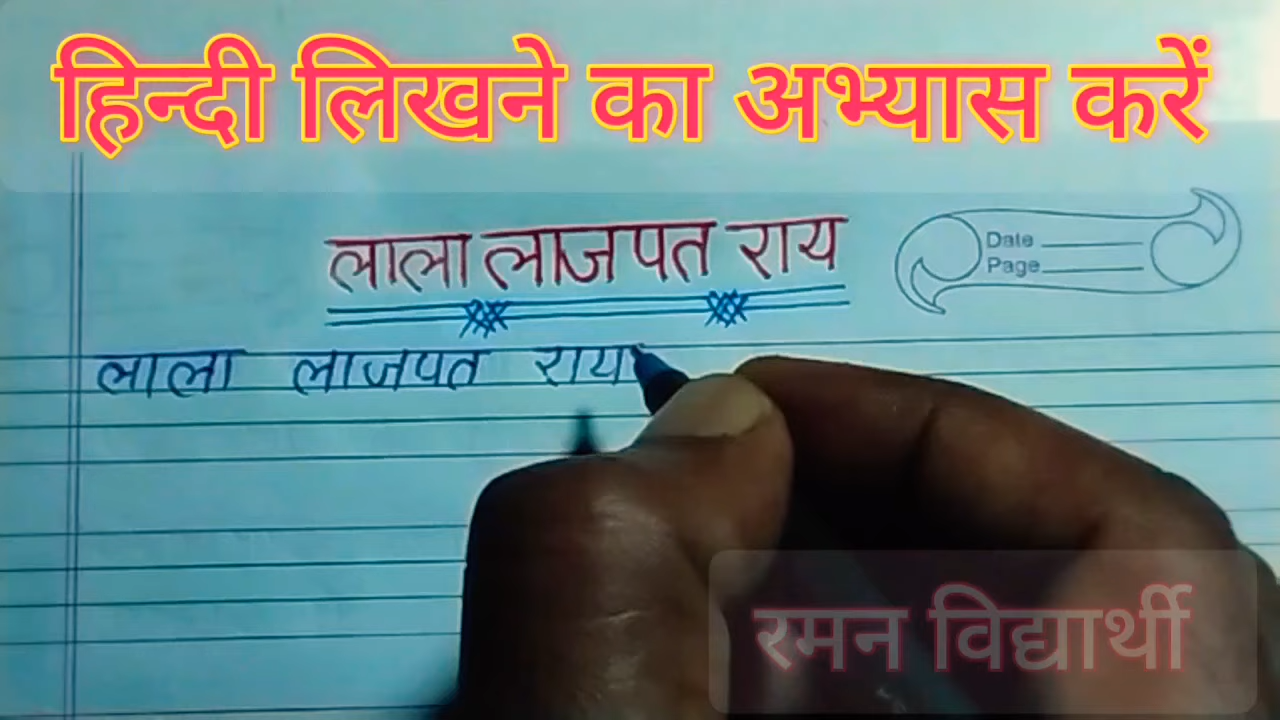 हिन्दी लिखने का अभ्यास करें
लाला लाजपत राय
Date
Page
लाला लाजपत राय
रमन विद्यार्थी